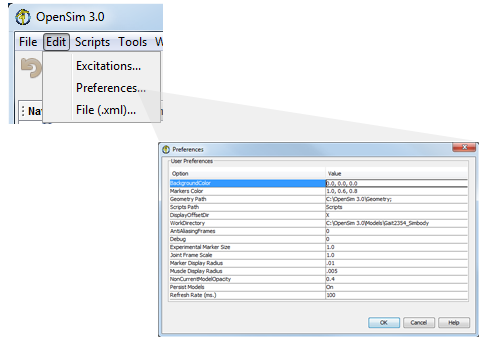 OpenSim 3.0
File Edit Scripts Tools W
Excitations...
Preferences...
File (.xml)...
Na
Preferences
User Preferences
Option Value
BackgroundColor 0.0, 0.0, 0.0
Markers Color 1.0, 0.6, 0.8
Geometry Path C:\OpenSim 3.0\Geometry;
Scripts Path Scripts
DisplayOffsetDir X
WorkDirectory C:\OpenSim 3.0\Models\Gait2354_Simbody
AntiAliasingFrames 0
Debug 0
Experimental Marker Size 1.0
Joint Frame Scale 1.0
Marker Display Radius .01
Muscle Display Radius .005
NonCurrentModelOpacity 0.4
Persist Models On
Refresh Rate (ms.) 100
OK Cancel Help